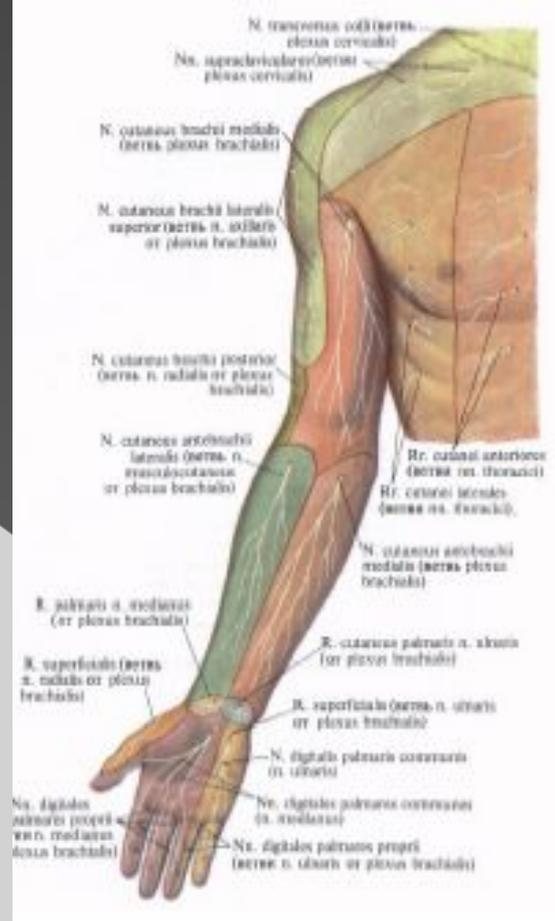 N. transversus colli (ветвь
plexus cervicalis)
Nn. supraclaviculares (ветви
plexus cervicalis)
N. cutaneus brachii medialis
(ветвь plexus brachialis)
N. cutaneus brachii lateralis
superior (ветвь n. axillaris
от plexus brachialis)
N. cutaneus brachii posterior
(ветвь n. radialis от plexus
brachialis)
N. cutaneus antebrachii
lateralis (ветвь n.
musculocutaneus
от plexus brachialis)
Rr. cutanei anteriores
(ветви nn. thoracici)
Rr. cutanei laterales
(ветви nn. thoracici).
N. cutaneus antebrachii
medialis (ветвь plexus
brachialis)
R. palmaris n. medianus
(от plexus brachialis)
R. cutaneus palmaris n. ulnaris
(от plexus brachialis)
R. superficialis (ветвь
n. radialis от plexus
brachialis)
R. superficialis (ветвь n. ulnaris
от plexus brachialis)
N. digitalis palmaris communis
(n. ulnaris)
Nn. digitales palmares communes
(n. medianus)
Nn. digitales
palmares proprii
n. medianus
plexus brachialis)
Nn. digitales palmares proprii
(ветви n. ulnaris от plexus brachialis)